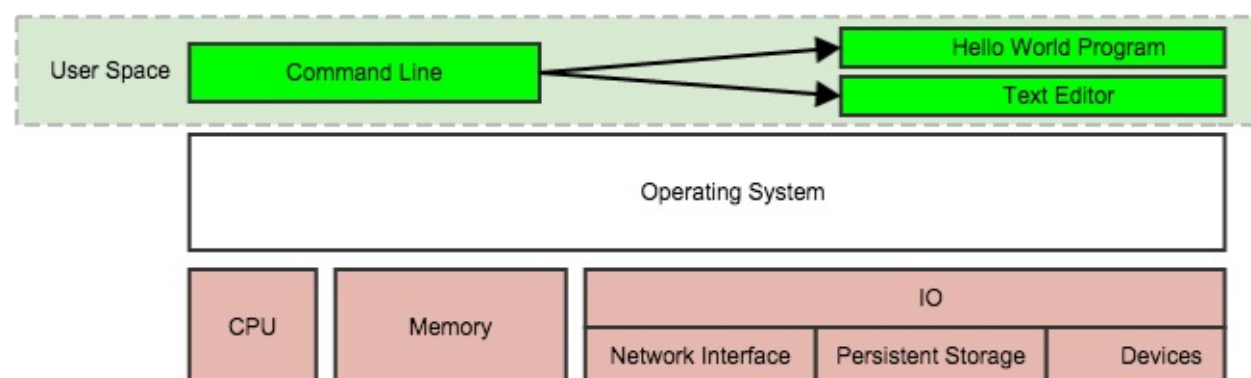 User Space
Command Line
Hello World Program
Text Editor
Operating System
CPU
Memory
IO
Network Interface
Persistent Storage
Devices